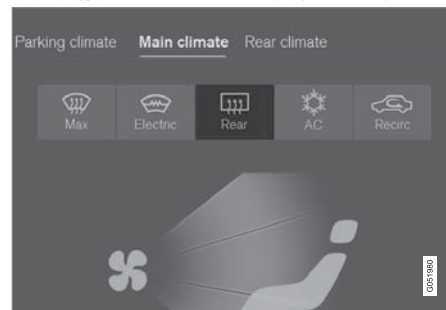 Parking climate Main climate Rear climate
Max Electric Rear AC Recirc
G051980